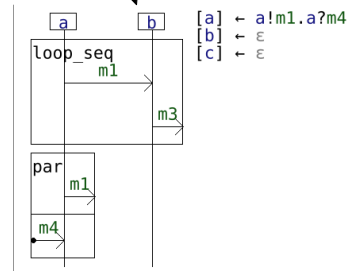 a b
[a] ← a!m1.a?m4
[b] ← ε
[c] ← ε
loop_seq
m1
m3
par
m1
m4